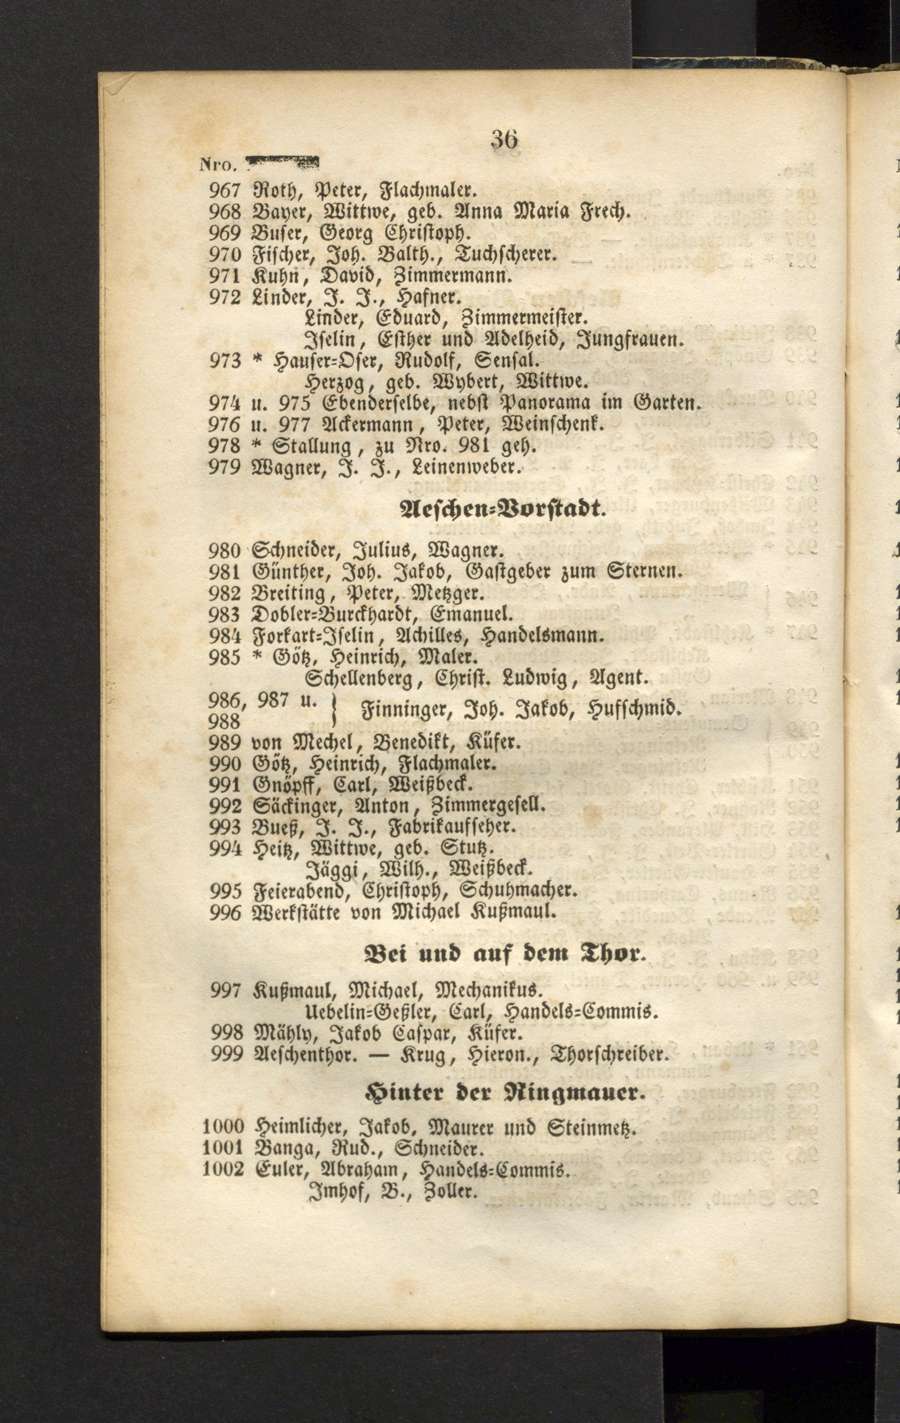 36
Nro.
967 Roth, Peter, Flachmaler.
968 Bayer, Wittwe, geb. Anna Maria Frech.
969 Buser, Georg Christoph.
970 Fischer, Joh. Balth., Tuchscherer.
971 Kuhn, David, Zimmermann.
972 Linder, J. J., Hafner.
Linder, Eduard, Zimmermeister.
Iselin, Esther und Adelheid, Jungfrauen.
973 * Hauser-Oser, Rudolf, Sensal.
Herzog, geb. Wybert, Wittwe.
974 u. 975 Ebenderselbe, nebst Panorama im Garten.
976 u. 977 Ackermann, Peter, Weinschenk.
978 * Stallung, zu Nro. 981 geh.
979 Wagner, J. J., Leinenweber.
Aeschen-Vorstadt.
980 Schneider, Julius, Wagner.
981 Günther, Joh. Jakob, Gastgeber zum Sternen.
982 Breiting, Peter, Metzger.
983 Dobler-Burckhardt, Emanuel.
984 Forkart-Iselin, Achilles, Handelsmann.
985 * Götz, Heinrich, Maler.
Schellenberg, Christ. Ludwig, Agent.
986, 987 u. 988 } Finninger, Joh. Jakob, Hufschmid.
989 von Mechel, Benedikt, Küfer.
990 Götz, Heinrich, Flachmaler.
991 Gnöpff, Carl, Weißbeck.
992 Säckinger, Anton, Zimmergesell.
993 Bueß, J. J., Fabrikaufseher.
994 Heitz, Wittwe, geb. Stutz.
Jäggi, Wilh., Weißbeck.
995 Feierabend, Christoph, Schuhmacher.
996 Werkstätte von Michael Kußmaul.
Bei und auf dem Thor.
997 Kußmaul, Michael, Mechanikus.
Uebelin-Geßler, Carl, Handels-Commis.
998 Mähly, Jakob Caspar, Küfer.
999 Aeschenthor. — Krug, Hieron., Thorschreiber.
Hinter der Ringmauer.
1000 Heimlicher, Jakob, Maurer und Steinmetz.
1001 Banga, Rud., Schneider.
1002 Euler, Abraham, Handels-Commis.
Imhof, B., Zoller.